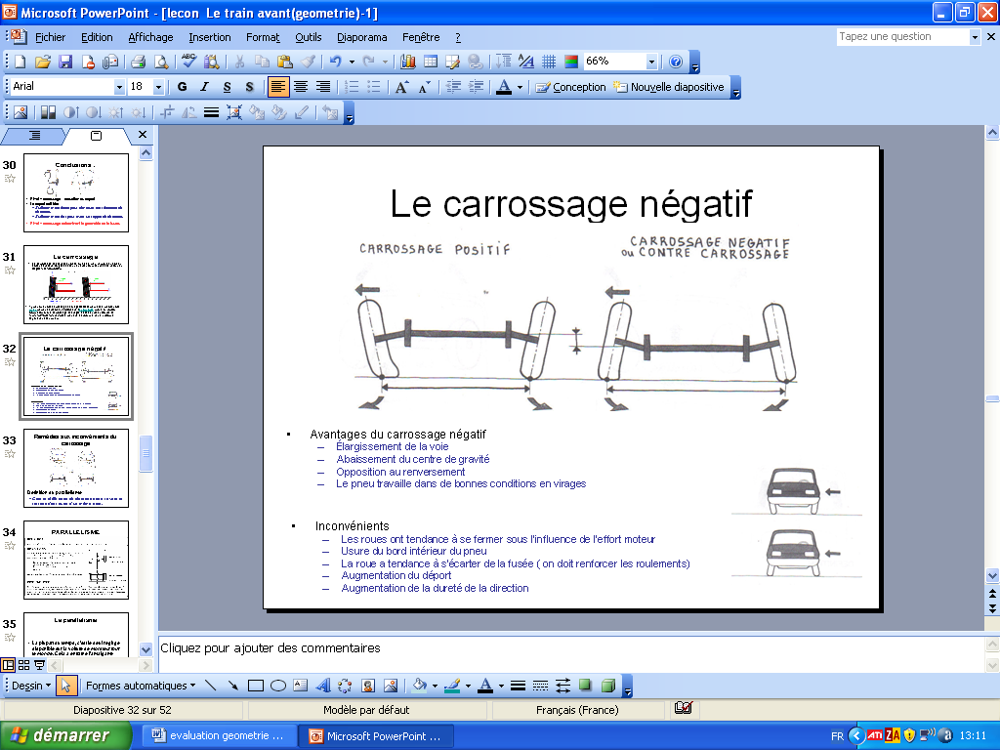 Microsoft PowerPoint - [lecon Le train avant(geometrie)-1]
Fichier Edition Affichage Insertion Format Outils Diaporama Fenêtre ?
Tapez une question
66%
Arial 18 G I S S
Conception Nouvelle diapositive
30
Conclusions :
31
Le carrossage
32
Le carrossage négatif
33
Remèdes aux inconvénients du carrossage
34
PARALLELISME
35
Le parallélisme
Le carrossage négatif
CARROSSAGE POSITIF
CARROSSAGE NEGATIF
ou CONTRE CARROSSAGE
• Avantages du carrossage négatif
– Élargissement de la voie
– Abaissement du centre de gravité
– Opposition au renversement
– Le pneu travaille dans de bonnes conditions en virages
• Inconvénients
– Les roues ont tendance à se fermer sous l'influence de l'effort moteur
– Usure du bord intérieur du pneu
– La roue a tendance à s'écarter de la fusée ( on doit renforcer les roulements)
– Augmentation du déport
– Augmentation de la dureté de la direction
Cliquez pour ajouter des commentaires
Dessin Formes automatiques
Diapositive 32 sur 52 Modèle par défaut Français (France)
démarrer evaluation geometrie ... Microsoft PowerPoint ... FR ATI ZA 13:11